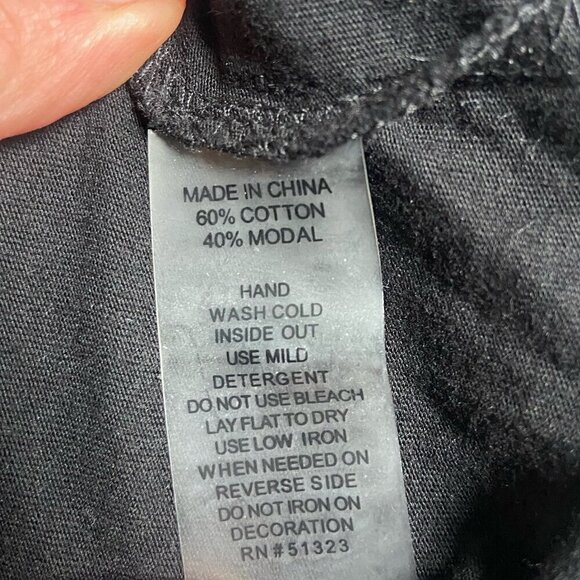 MADE IN CHINA
60% COTTON
40% MODAL
HAND
WASH COLD
INSIDE OUT
USE MILD
DETERGENT
DO NOT USE BLEACH
LAY FLAT TO DRY
USE LOW IRON
WHEN NEEDED ON
REVERSE SIDE
DO NOT IRON ON
DECORATION
RN # 51323